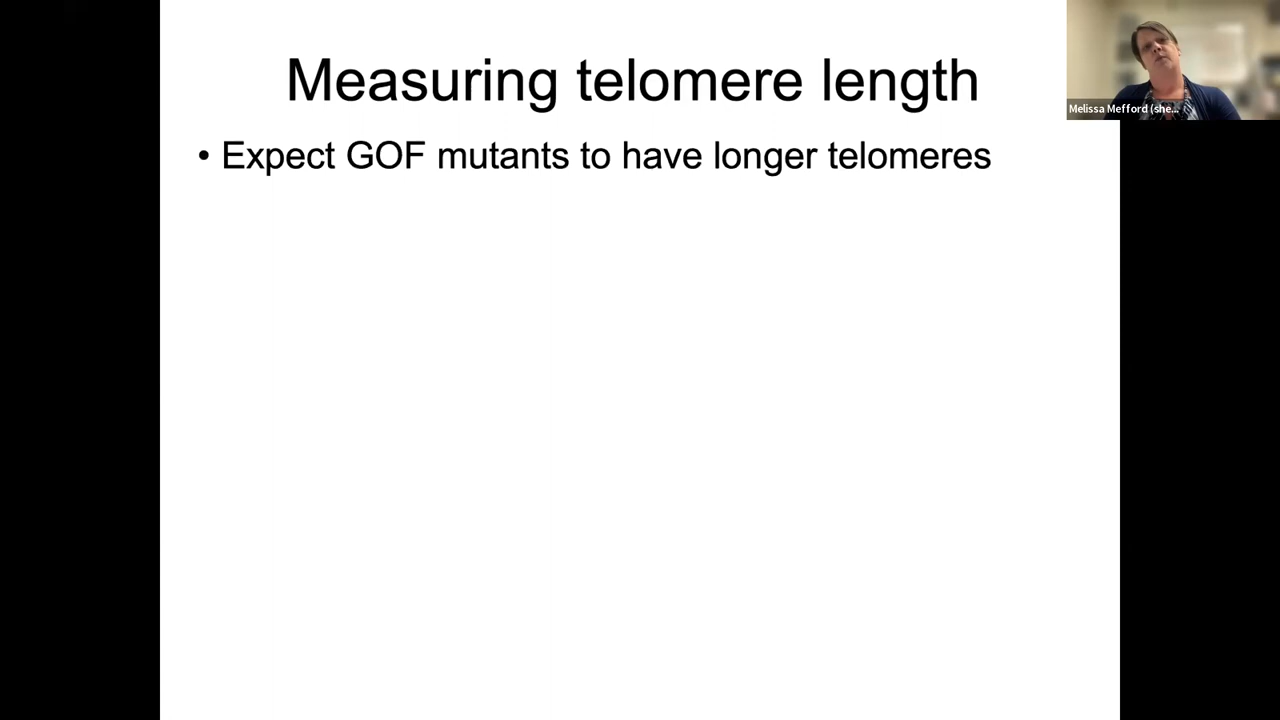 Measuring telomere length
• Expect GOF mutants to have longer telomeres
Melissa Mefford (she...